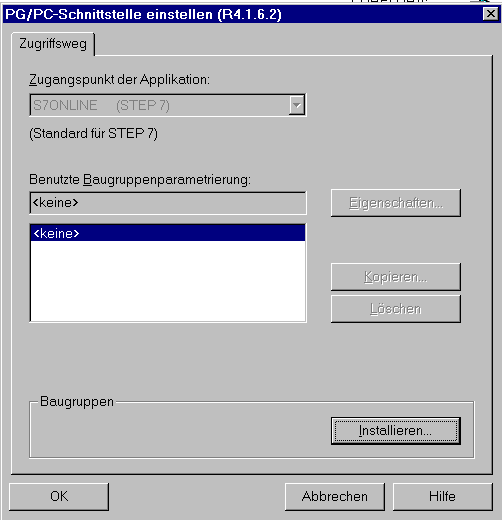 PG/PC-Schnittstelle einstellen (R4.1.6.2)
Zugriffsweg
Zugangspunkt der Applikation:
S7ONLINE (STEP 7)
(Standard für STEP 7)
Benutzte Baugruppenparametrierung:
<keine>
Eigenschaften...
<keine>
Kopieren...
Löschen
Baugruppen
Installieren...
OK
Abbrechen
Hilfe